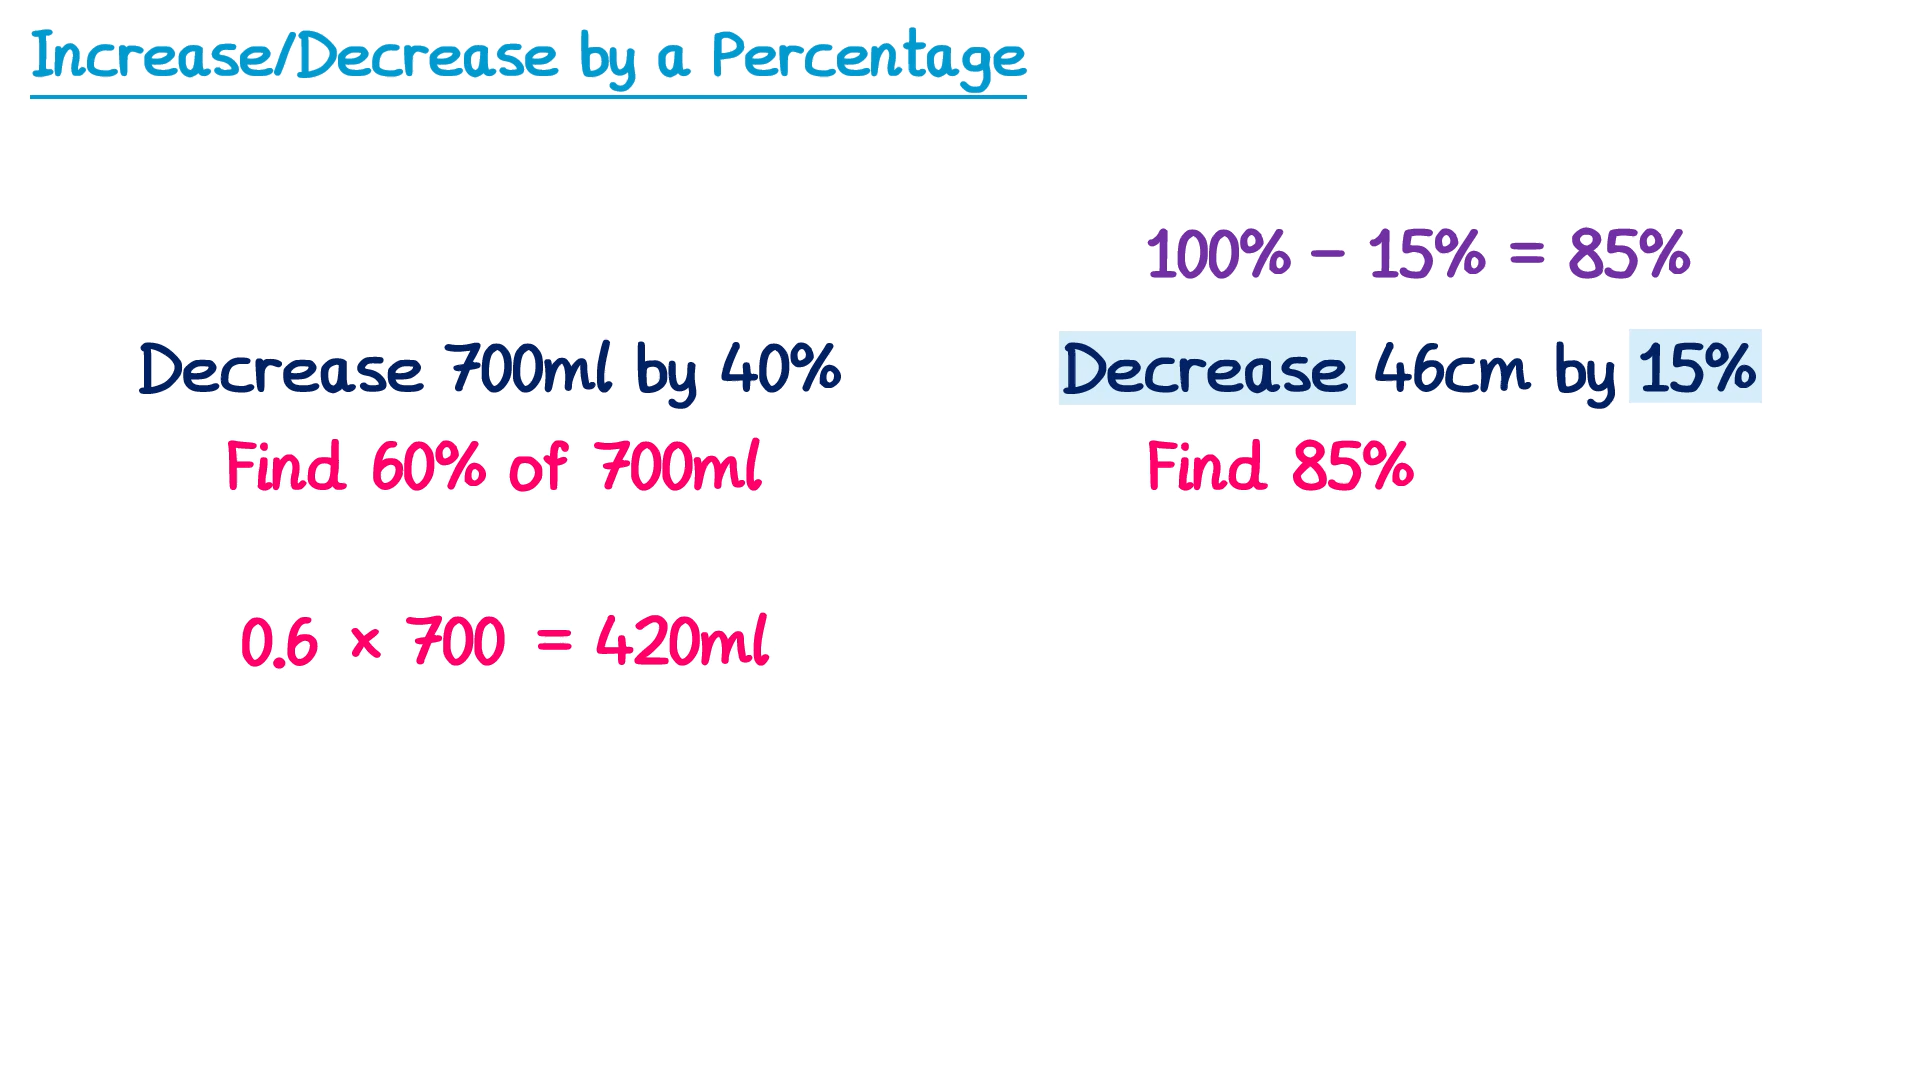 Increase/Decrease by a Percentage
Decrease 700ml by 40%
Find 60% of 700ml
0.6 × 700 = 420ml
100% − 15% = 85%
Decrease 46cm by 15%
Find 85%